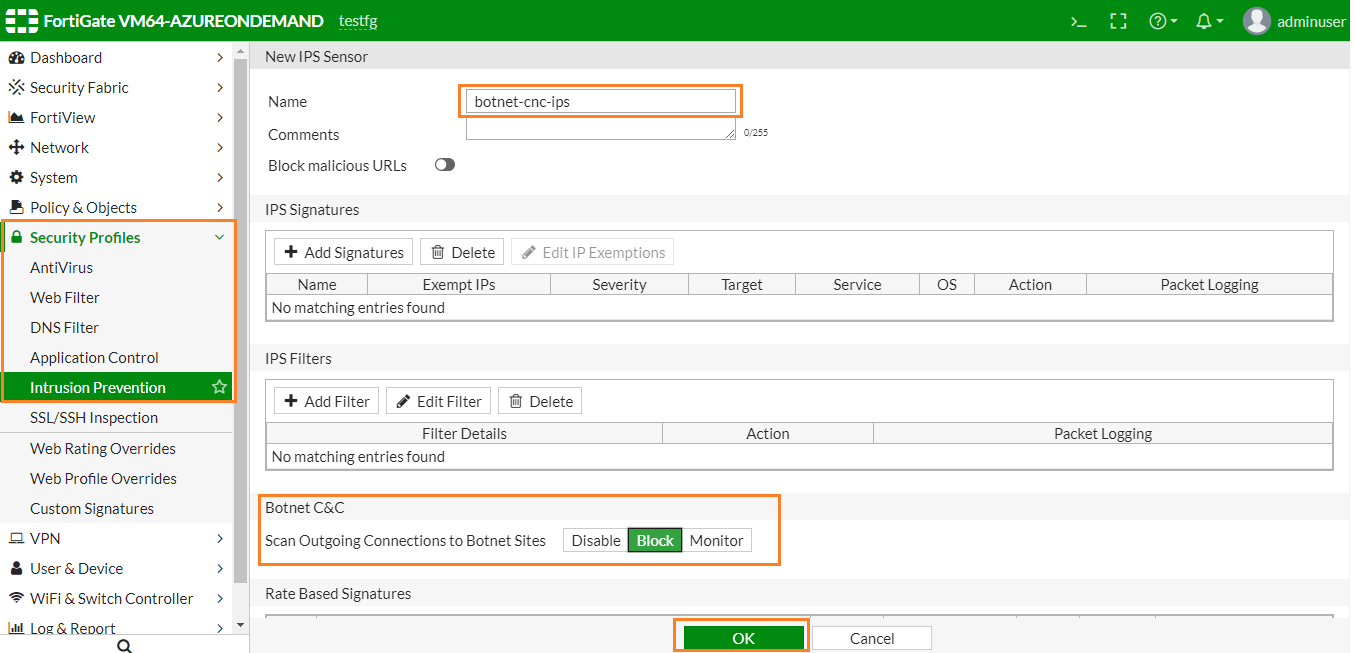 FortiGate VM64-AZUREONDEMAND testfg
adminuser
Dashboard
Security Fabric
FortiView
Network
System
Policy & Objects
Security Profiles
AntiVirus
Web Filter
DNS Filter
Application Control
Intrusion Prevention
SSL/SSH Inspection
Web Rating Overrides
Web Profile Overrides
Custom Signatures
VPN
User & Device
WiFi & Switch Controller
Log & Report
New IPS Sensor
Name botnet-cnc-ips
Comments 0/255
Block malicious URLs
IPS Signatures
Add Signatures Delete Edit IP Exemptions
Name Exempt IPs Severity Target Service OS Action Packet Logging
No matching entries found
IPS Filters
Add Filter Edit Filter Delete
Filter Details Action Packet Logging
No matching entries found
Botnet C&C
Scan Outgoing Connections to Botnet Sites Disable Block Monitor
Rate Based Signatures
OK Cancel